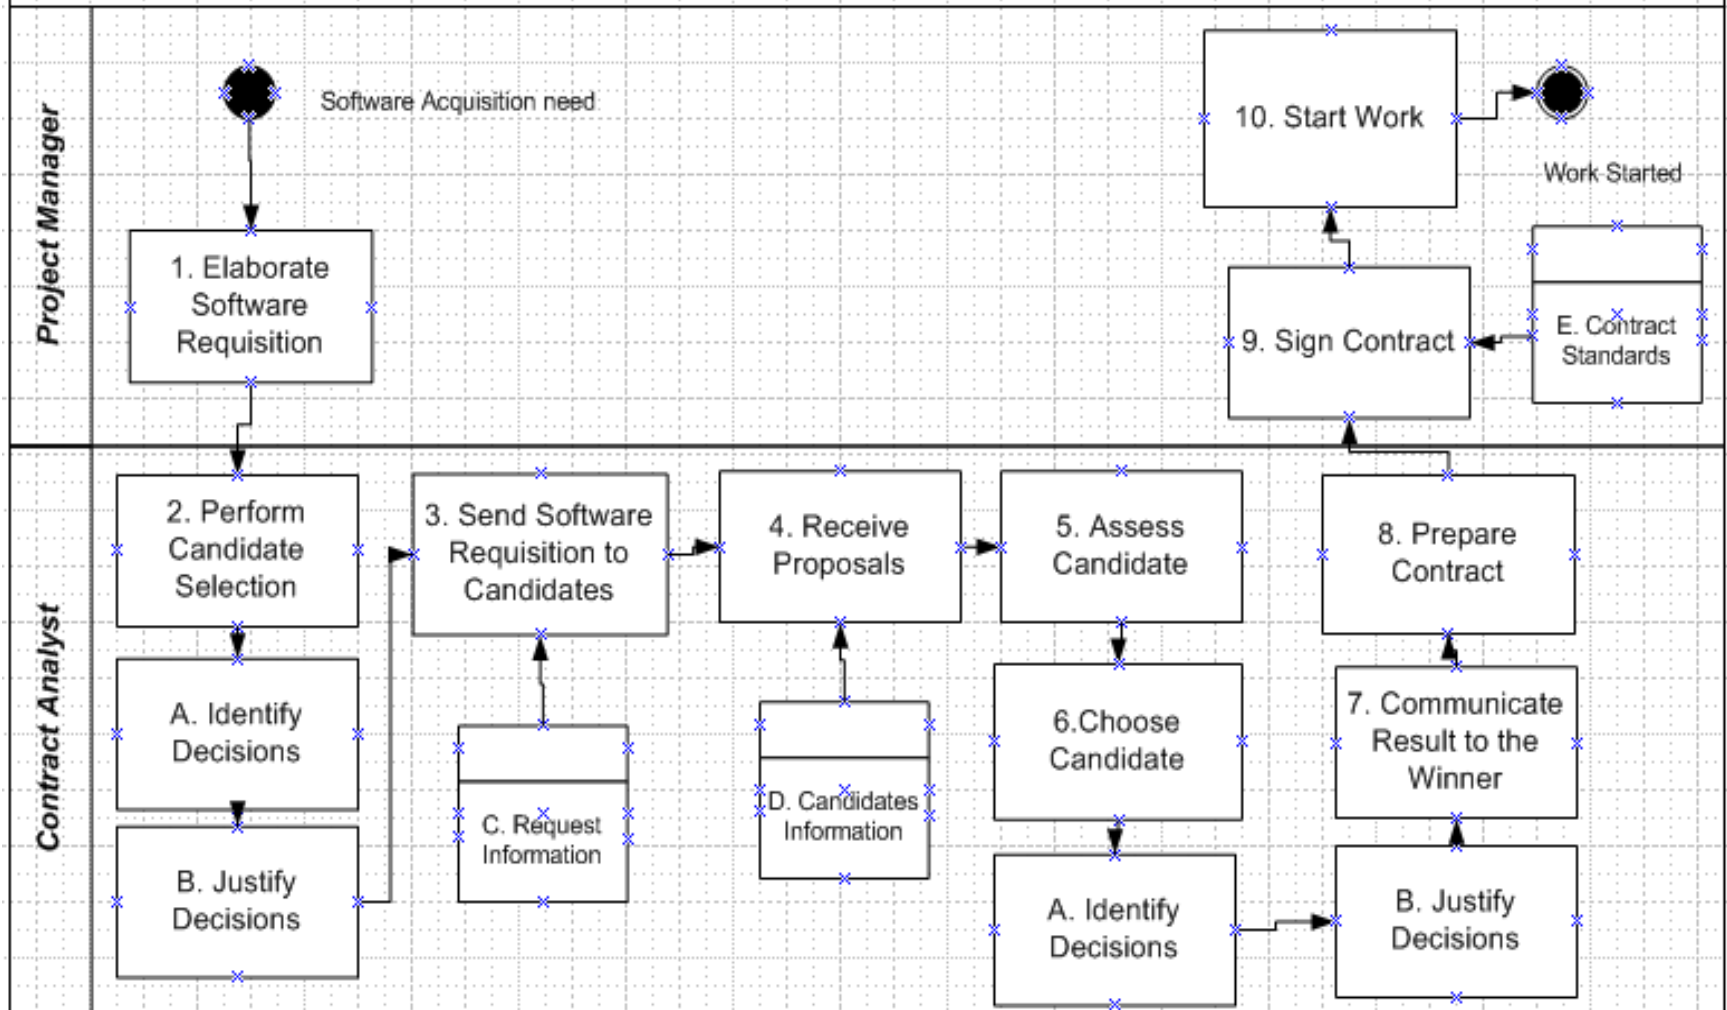 Project Manager
Software Acquisition need
1. Elaborate
Software
Requisition
10. Start Work
Work Started
9. Sign Contract
E. Contract
Standards
Contract Analyst
2. Perform
Candidate
Selection
A. Identify
Decisions
B. Justify
Decisions
3. Send Software
Requisition to
Candidates
C. Request
Information
4. Receive
Proposals
D. Candidates
Information
5. Assess
Candidate
6.Choose
Candidate
A. Identify
Decisions
B. Justify
Decisions
7. Communicate
Result to the
Winner
8. Prepare
Contract